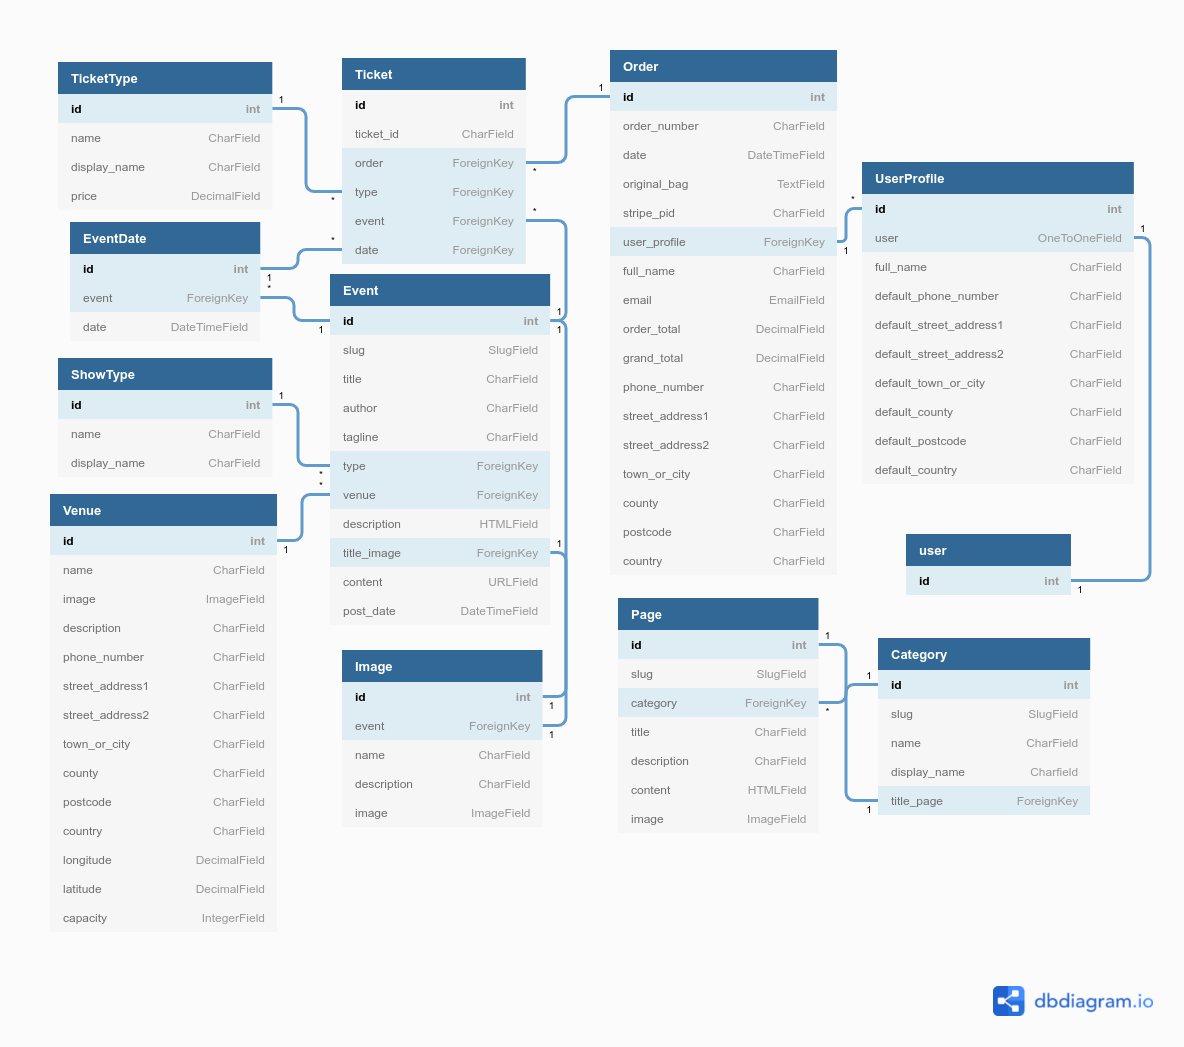 TicketType
id int
name CharField
display_name CharField
price DecimalField
1
*
Ticket
id int
ticket_id CharField
order ForeignKey
type ForeignKey
event ForeignKey
date ForeignKey
*
*
*
1
Order
id int
order_number CharField
date DateTimeField
original_bag TextField
stripe_pid CharField
user_profile ForeignKey
full_name CharField
email EmailField
order_total DecimalField
grand_total DecimalField
phone_number CharField
street_address1 CharField
street_address2 CharField
town_or_city CharField
county CharField
postcode CharField
country CharField
1
*
UserProfile
id int
user OneToOneField
full_name CharField
default_phone_number CharField
default_street_address1 CharField
default_street_address2 CharField
default_town_or_city CharField
default_county CharField
default_postcode CharField
default_country CharField
1
EventDate
id int
event ForeignKey
date DateTimeField
1
*
1
Event
id int
slug SlugField
title CharField
author CharField
tagline CharField
type ForeignKey
venue ForeignKey
description HTMLField
title_image ForeignKey
content URLField
post_date DateTimeField
1
1
1
ShowType
id int
name CharField
display_name CharField
1
*
*
Venue
id int
name CharField
image ImageField
description CharField
phone_number CharField
street_address1 CharField
street_address2 CharField
town_or_city CharField
county CharField
postcode CharField
country CharField
longitude DecimalField
latitude DecimalField
capacity IntegerField
1
user
id int
1
Image
id int
event ForeignKey
name CharField
description CharField
image ImageField
1
1
Page
id int
slug SlugField
category ForeignKey
title CharField
description CharField
content HTMLField
image ImageField
1
*
Category
id int
slug SlugField
name CharField
display_name Charfield
title_page ForeignKey
1
1
dbdiagram.io